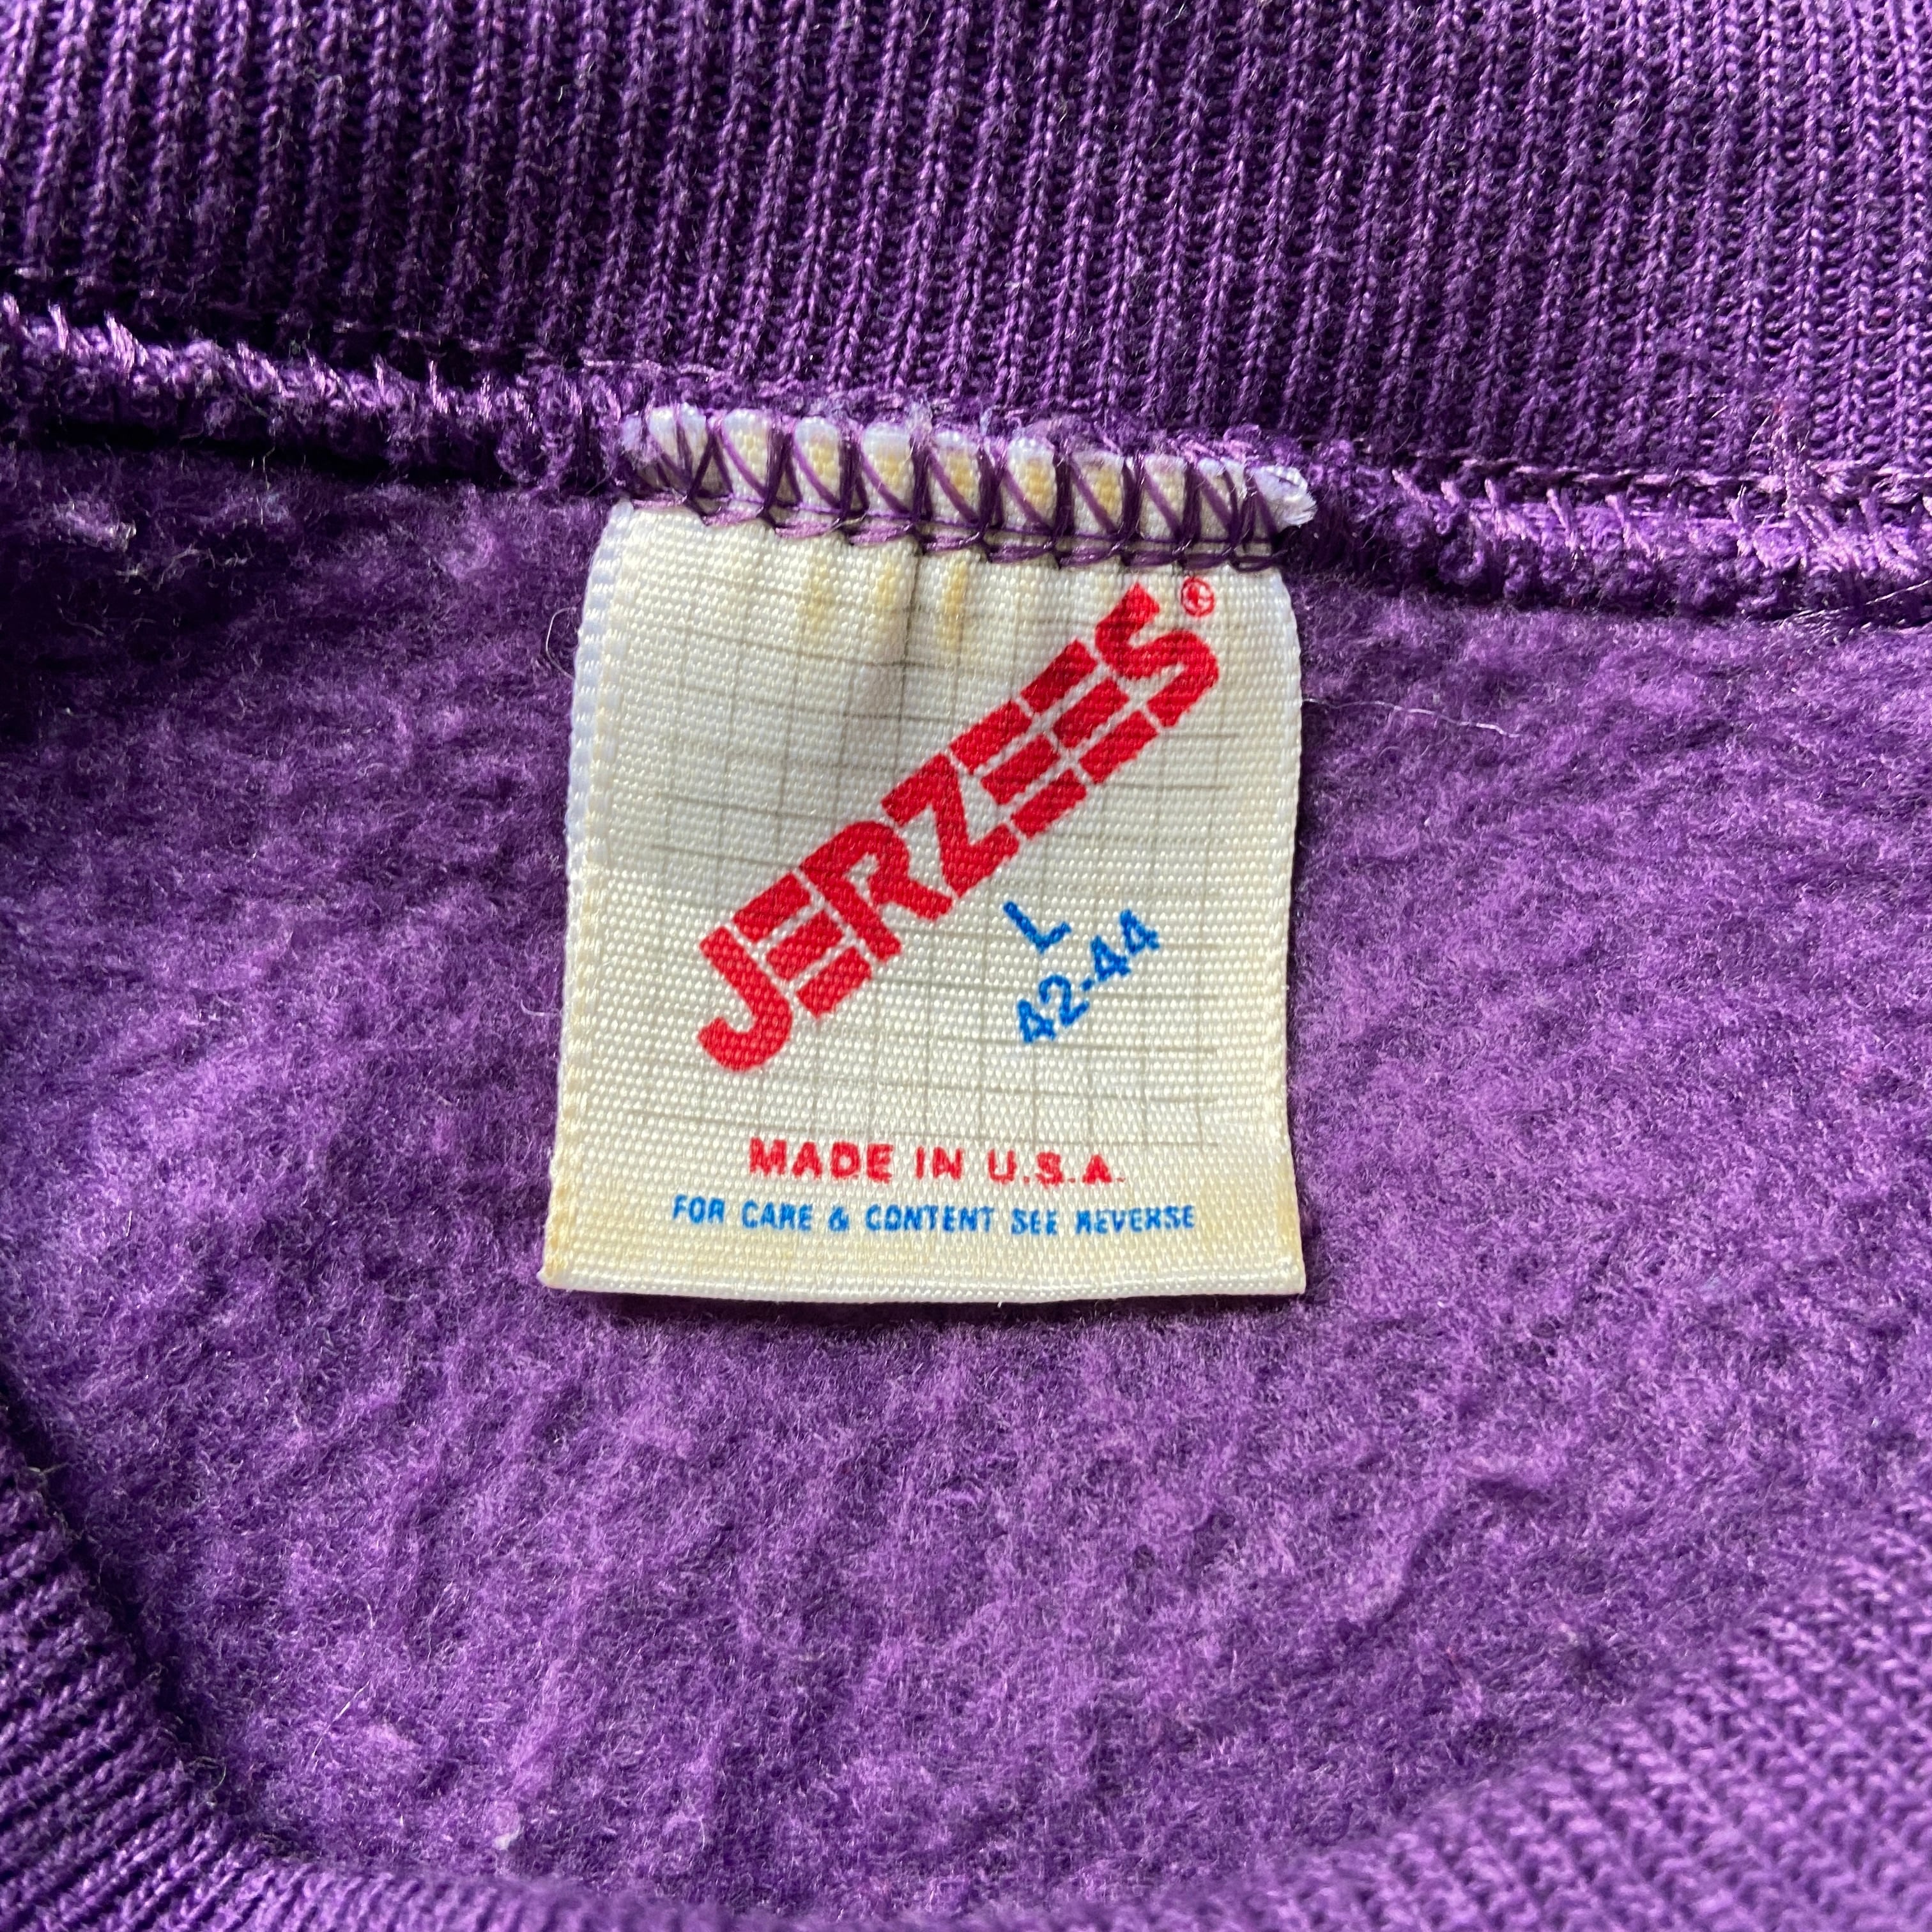 JERZEES®
L
42-44
MADE IN U.S.A.
FOR CARE & CONTENT SEE REVERSE